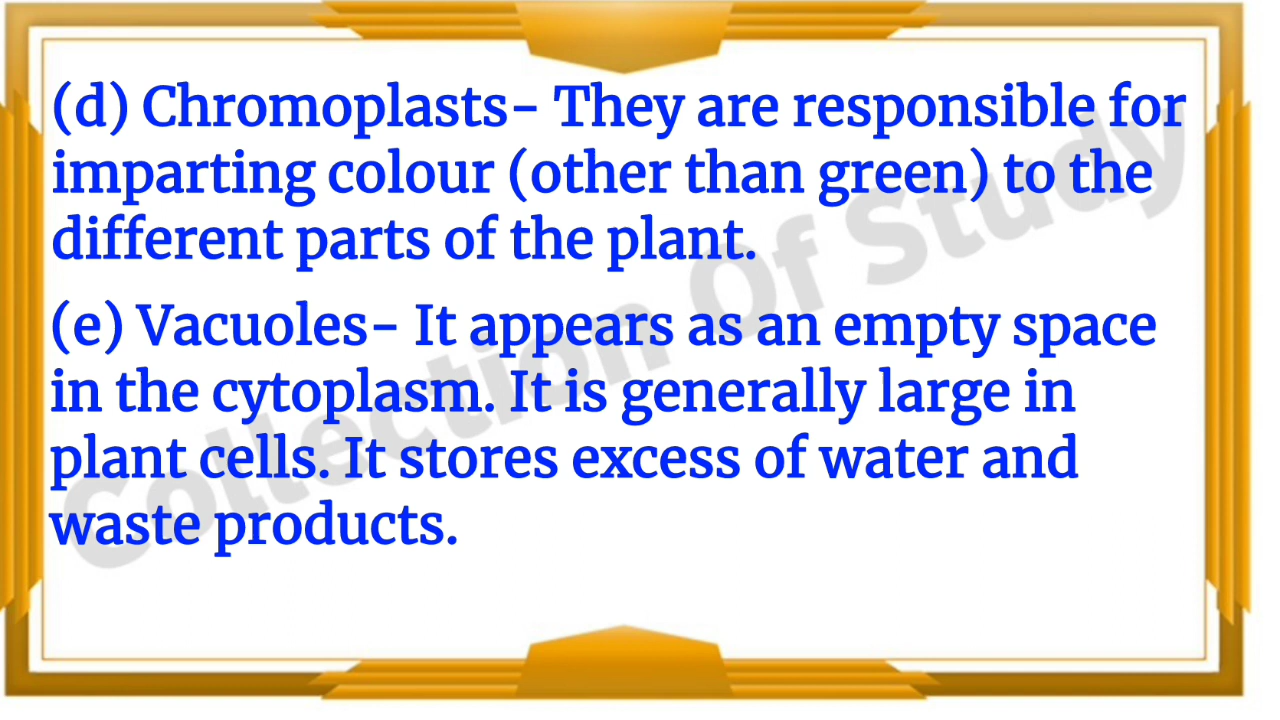 (d) Chromoplasts- They are responsible for
imparting colour (other than green) to the
different parts of the plant.
(e) Vacuoles- It appears as an empty space
in the cytoplasm. It is generally large in
plant cells. It stores excess of water and
waste products.
Collection Of Study